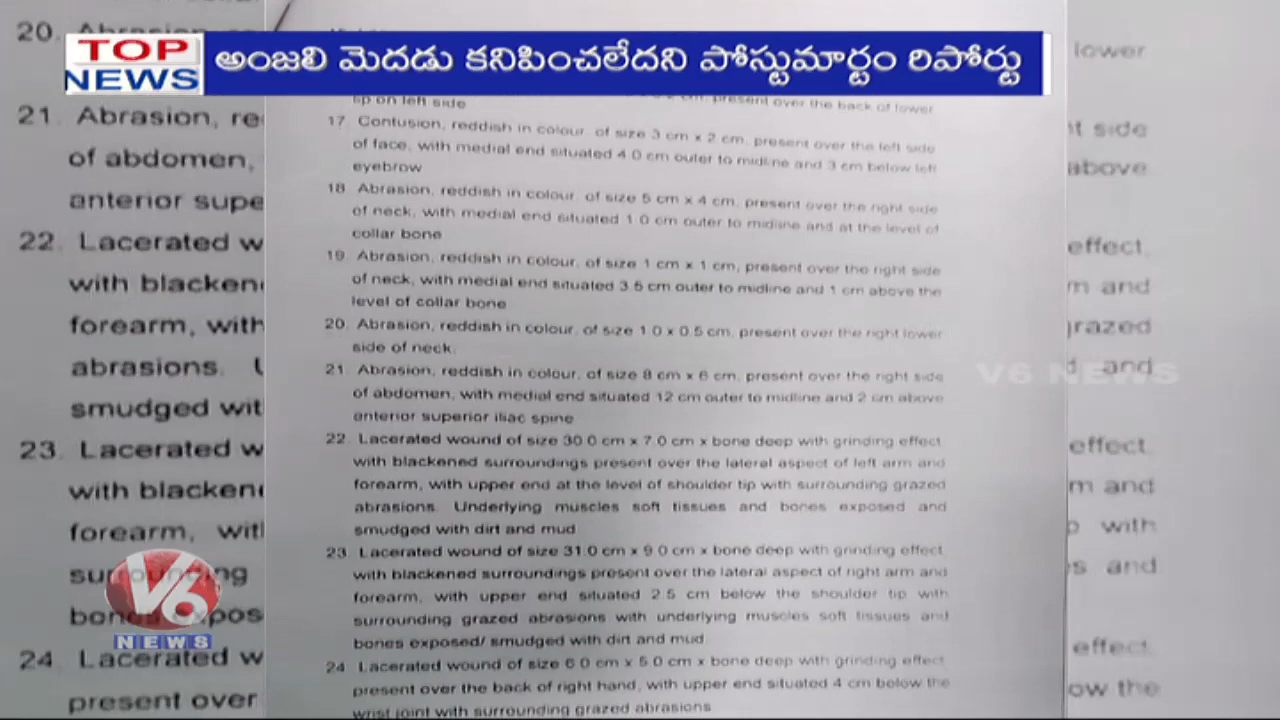 TOP
NEWS
అంజలి మెదడు కనిపించలేదని పోస్టుమార్టం రిపోర్టు
lip on left side
present over the back of lower
17. Contusion, reddish in colour, of size 3 cm x 2 cm, present over the left side
of face, with medial end situated 4.0 cm outer to midline and 3 cm below left
eyebrow
18. Abrasion, reddish in colour, of size 5 cm x 4 cm, present over the right side
of neck, with medial end situated 1.0 cm outer to midline and at the level of
collar bone
19. Abrasion, reddish in colour, of size 1 cm x 1 cm, present over the right side
of neck, with medial end situated 3.5 cm outer to midline and 1 cm above the
level of collar bone
20. Abrasion, reddish in colour, of size 1.0 x 0.5 cm, present over the right lower
side of neck.
21. Abrasion, reddish in colour, of size 8 cm x 6 cm, present over the right side
of abdomen, with medial end situated 12 cm outer to midline and 2 cm above
anterior superior iliac spine
22. Lacerated wound of size 30.0 cm x 7.0 cm x bone deep with grinding effect,
with blackened surroundings present over the lateral aspect of left arm and
forearm, with upper end at the level of shoulder tip with surrounding grazed
abrasions. Underlying muscles soft tissues and bones exposed and
smudged with dirt and mud
23. Lacerated wound of size 31.0 cm x 9.0 cm x bone deep with grinding effect,
with blackened surroundings present over the lateral aspect of right arm and
forearm, with upper end situated 2.5 cm below the shoulder tip with
surrounding grazed abrasions with underlying muscles soft tissues and
bones exposed/ smudged with dirt and mud.
24. Lacerated wound of size 6.0 cm x 5.0 cm x bone deep with grinding effect,
present over the back of right hand, with upper end situated 4 cm below the
wrist joint with surrounding grazed abrasions
20.
lower
21. Abrasion, re
of abdomen,
anterior supe
22. Lacerated w
with blacken
forearm, with
abrasions.
smudged wit
23. Lacerated w
with blacken
forearm, wit
24. Lacerated w
present over
side
above
effect,
and
grazed
and
effect,
and
with
and
effect,
the
V6 NEWS
V6
NEWS